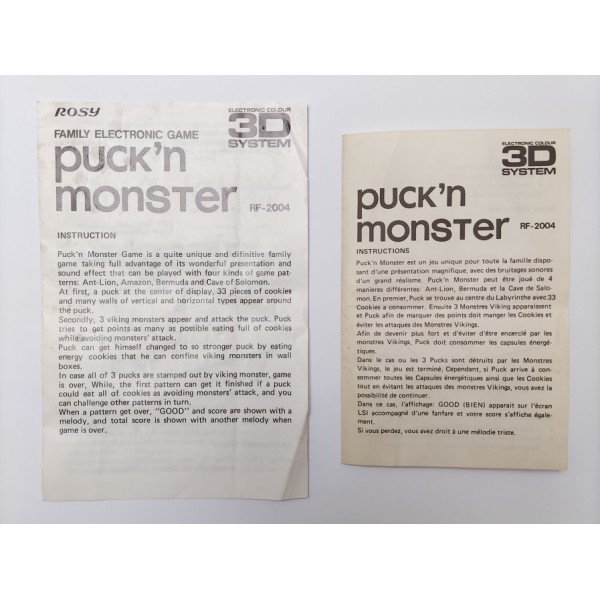 ROSY
ELECTRONIC COLOUR
3D
SYSTEM
FAMILY ELECTRONIC GAME
puck'n
monster
RF-2004
INSTRUCTION
Puck'n Monster Game is a quite unique and difinitive family
game taking full advantage of its wonderful presentation and
sound effect that can be played with four kinds of game pat-
terns: Ant-Lion, Amazon, Bermuda and Cave of Solomon.
At first, a puck at the center of display, 33 pieces of cookies
and many walls of vertical and horizontal types appear around
the puck.
Secondly, 3 viking monsters appear and attack the puck. Puck
tries to get points as many as possible eating full of cookies
while avoiding monsters' attack.
Puck can get himself changed to so stronger puck by eating
energy cookies that he can confine viking monsters in wall
boxes.
In case all of 3 pucks are stamped out by viking monster, game
is over, While, the first pattern can get it finished if a puck
could eat all of cookies as avoiding monsters' attack, and you
can challenge other patterns in turn.
When a pattern get over, "GOOD" and score are shown with a
melody, and total score is shown with another melody when
game is over.
ELECTRONIC COLOUR
3D
SYSTEM
puck'n
monster
RF-2004
INSTRUCTIONS
Puck'n Monster est un jeu unique pour toute la famille dispo-
sant d'une présentation magnifique, avec des bruitages sonores
d'un grand réalisme. Puck'n Monster peut être joué de 4
manieres différentes: Ant-Lion, Bermuda et la Cave de Salo-
mon. En premier, Puck se trouve au centre du Labyrinthe avec 33
Cookies a consommer. Ensuite 3 Monstres Viking apparaissent
et Puck afin de marquer des points doit manger les Cookies et
éviter les attaques des Monstres Vikings.
Afin de devenir plus fort et d'éviter d'être encerclé par les
monstres Vikings, Puck doit consommer les capsules énergé-
tiques.
Dans le cas ou les 3 Pucks sont détruits par les Monstres
Vikings, le jeu est terminé. Cependant, si Puck arrive à con-
sommer toutes les Capsules énergétiques ainsi que les Cookies
tout en évitant les attaques des monstres Vikings, vous avez la
possibilité de continuer.
Dans ce cas, l'affichage: GOOD (BIEN) apparait sur l'écran
LSI accompagné d'une fanfare et votre score s'affiche égale-
ment.
Si vous perdez, vous avez droit à une mélodie triste.